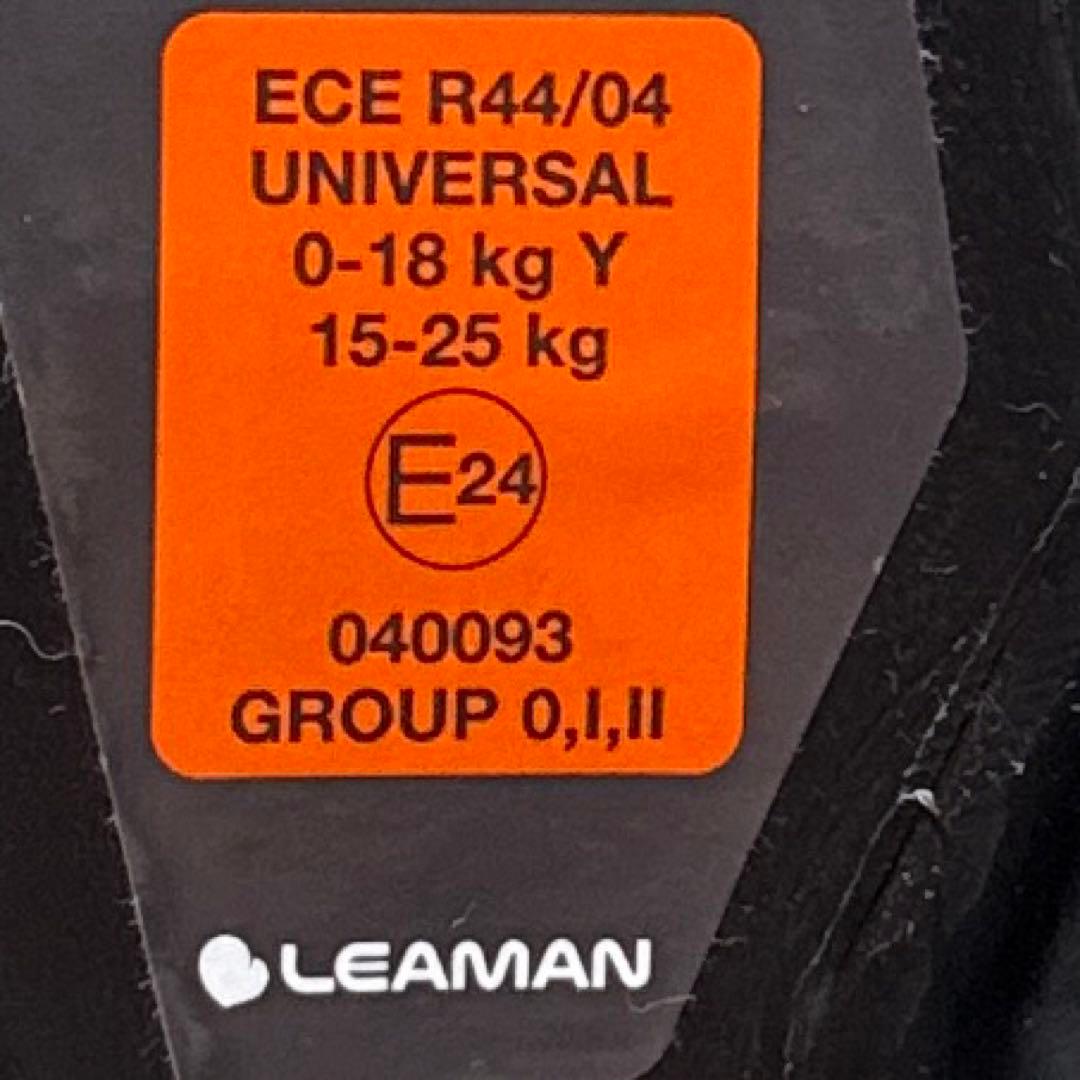 ECE R44/04
UNIVERSAL
0-18 kg Y
15-25 kg
E24
040093
GROUP 0,I,II
LEAMAN